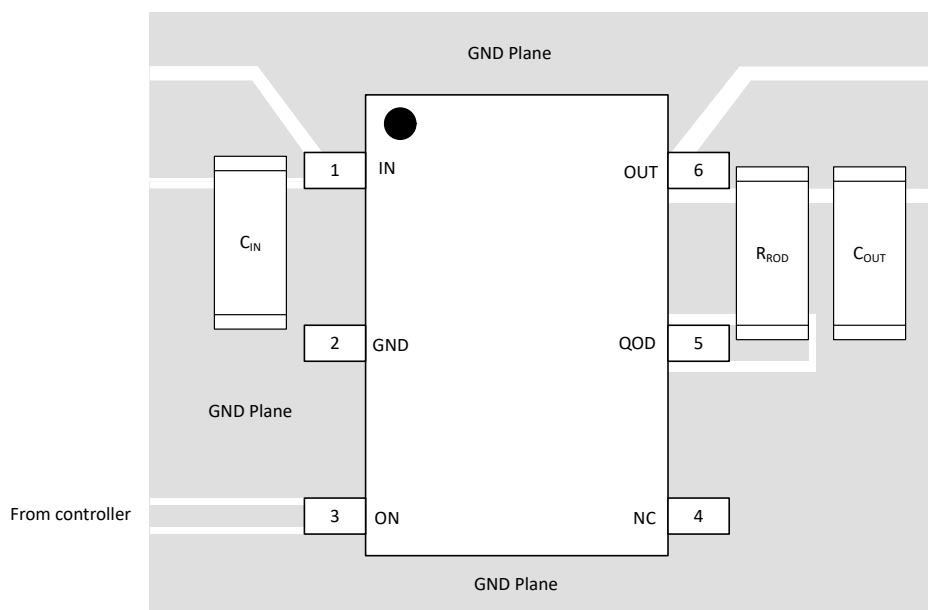 GND Plane
1
IN
OUT
6
C_IN
R_ROD
C_OUT
2
GND
QOD
5
GND Plane
From controller
3
ON
NC
4
GND Plane